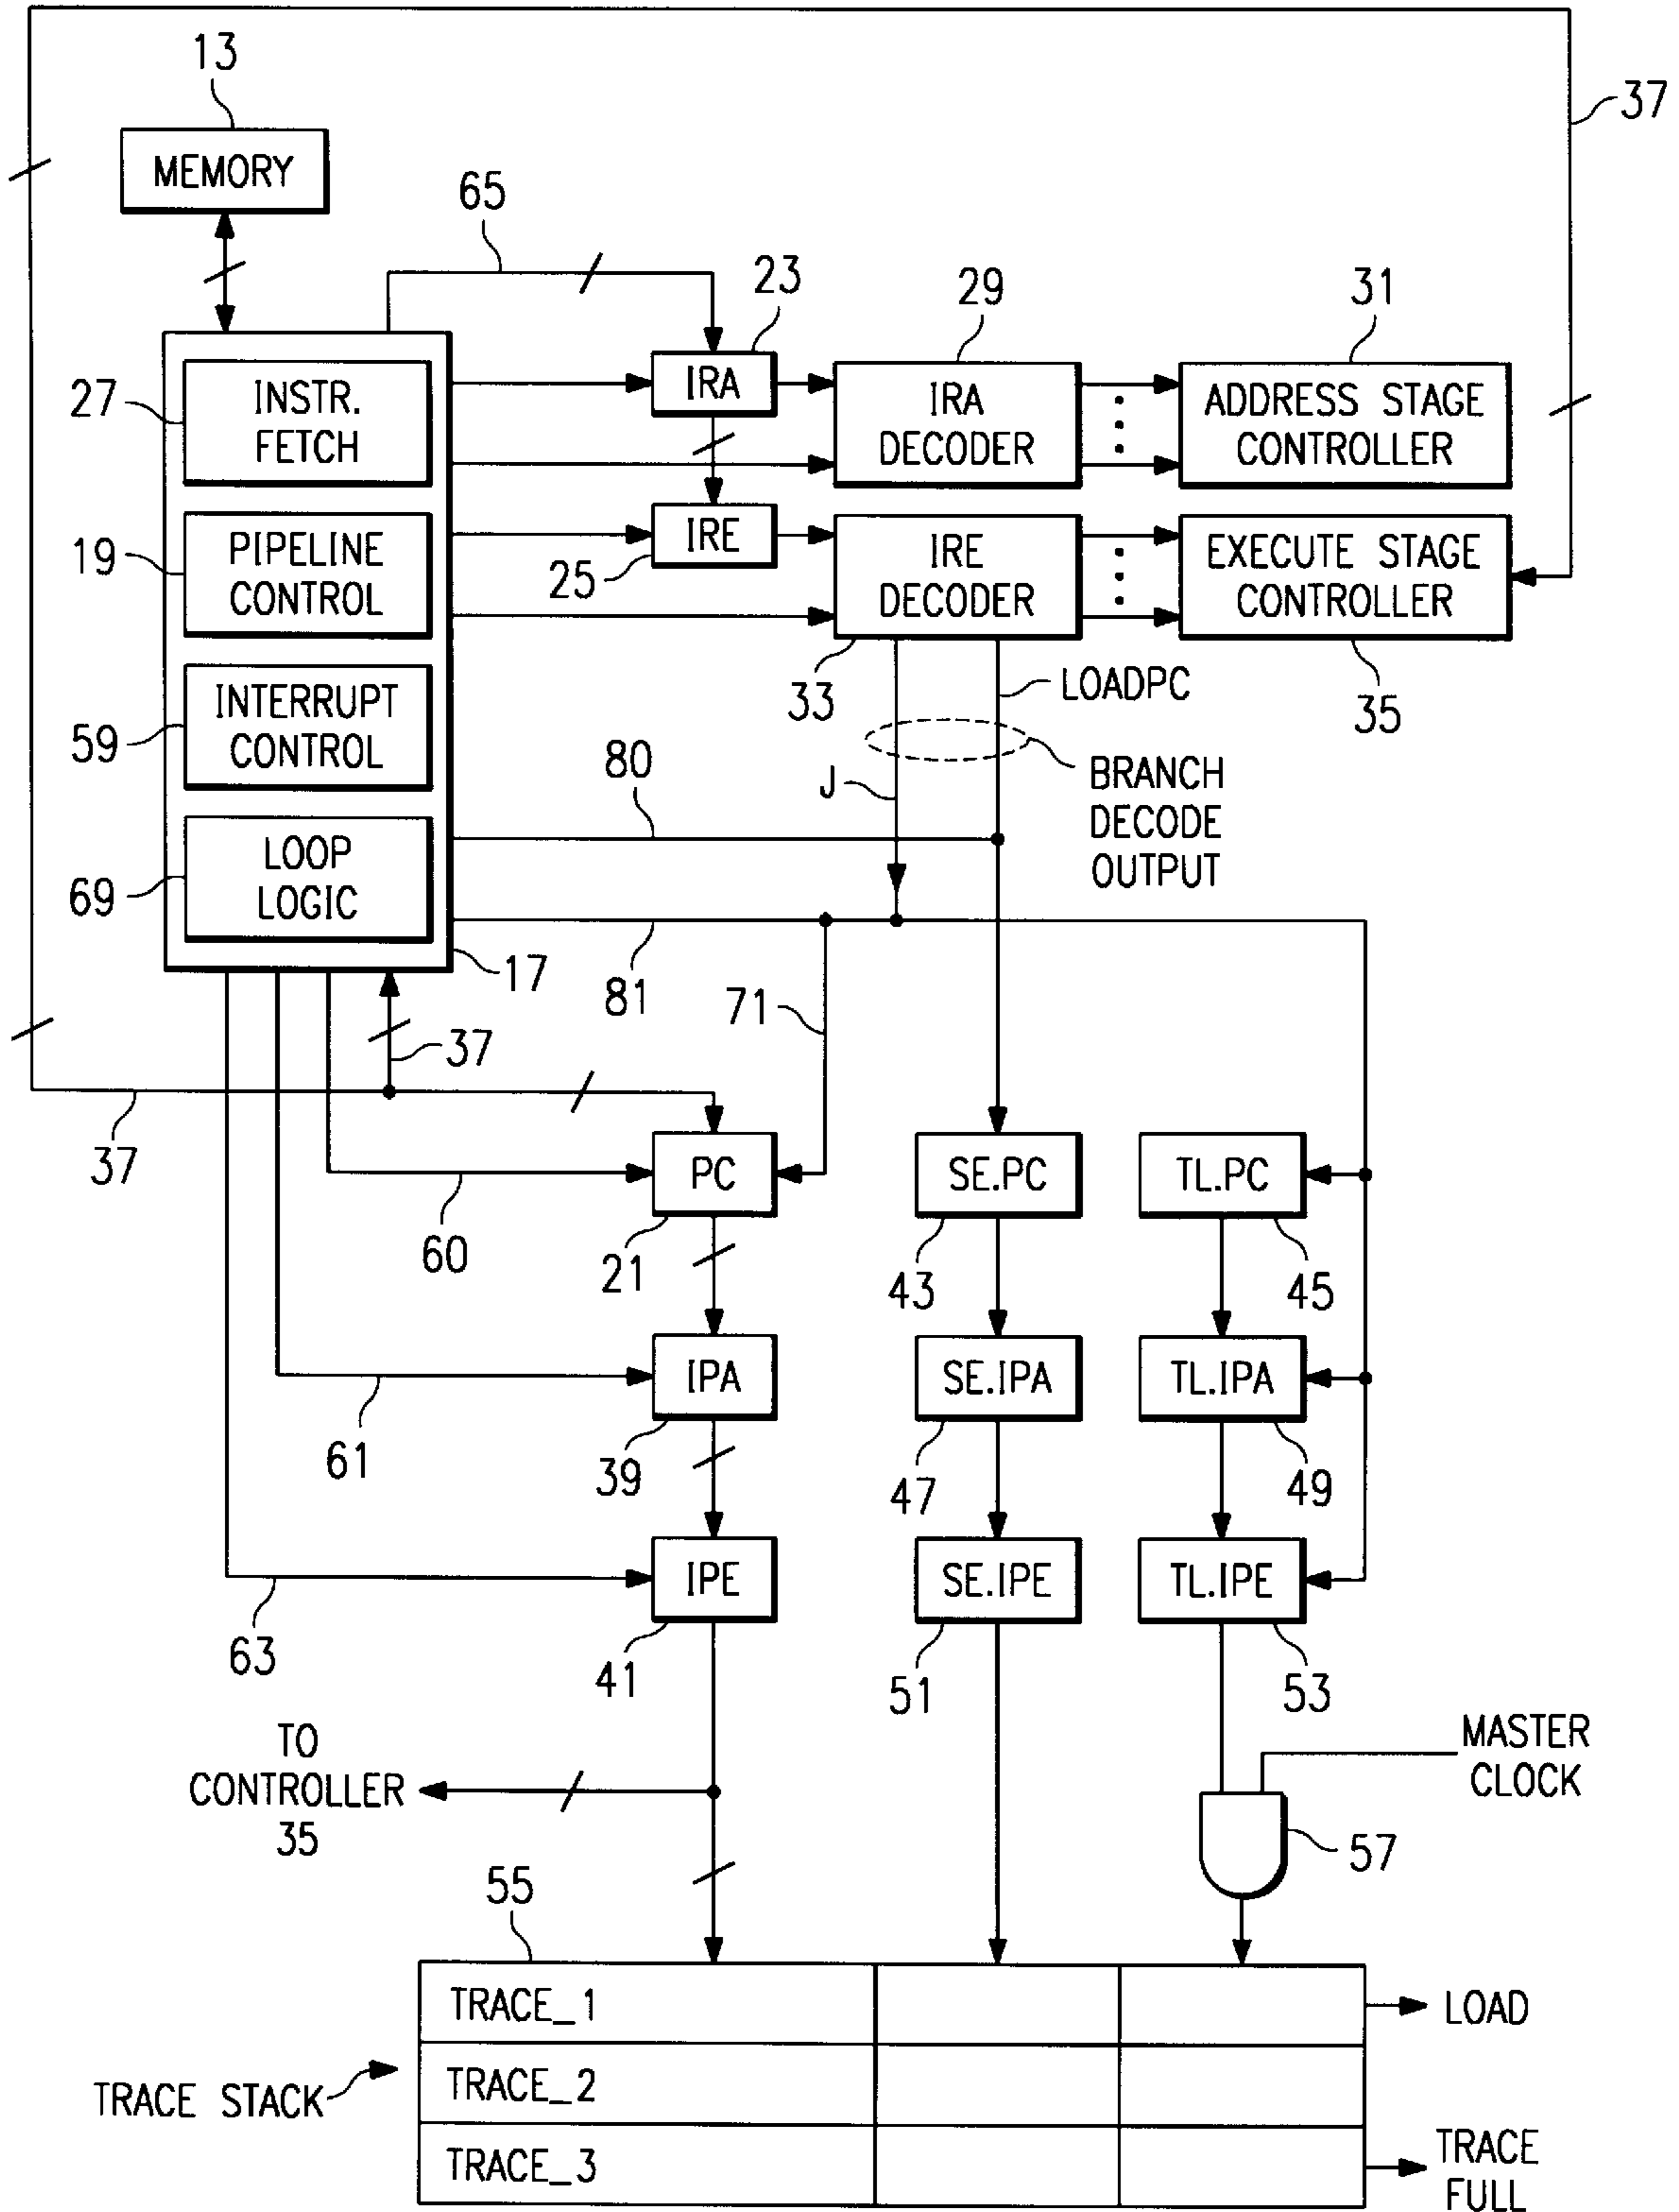 13
37
MEMORY
65
23
29
31
27
INSTR.
FETCH
IRA
IRA
DECODER
ADDRESS STAGE
CONTROLLER
19
PIPELINE
CONTROL
IRE
25
IRE
DECODER
EXECUTE STAGE
CONTROLLER
33
LOADPC
35
59
INTERRUPT
CONTROL
80
J
BRANCH
DECODE
OUTPUT
69
LOOP
LOGIC
17
81
71
37
37
60
PC
21
SE.PC
43
TL.PC
45
61
IPA
39
SE.IPA
47
TL.IPA
49
63
IPE
41
SE.IPE
51
TL.IPE
53
TO
CONTROLLER
35
MASTER
CLOCK
57
55
TRACE_1
LOAD
TRACE STACK
TRACE_2
TRACE_3
TRACE
FULL